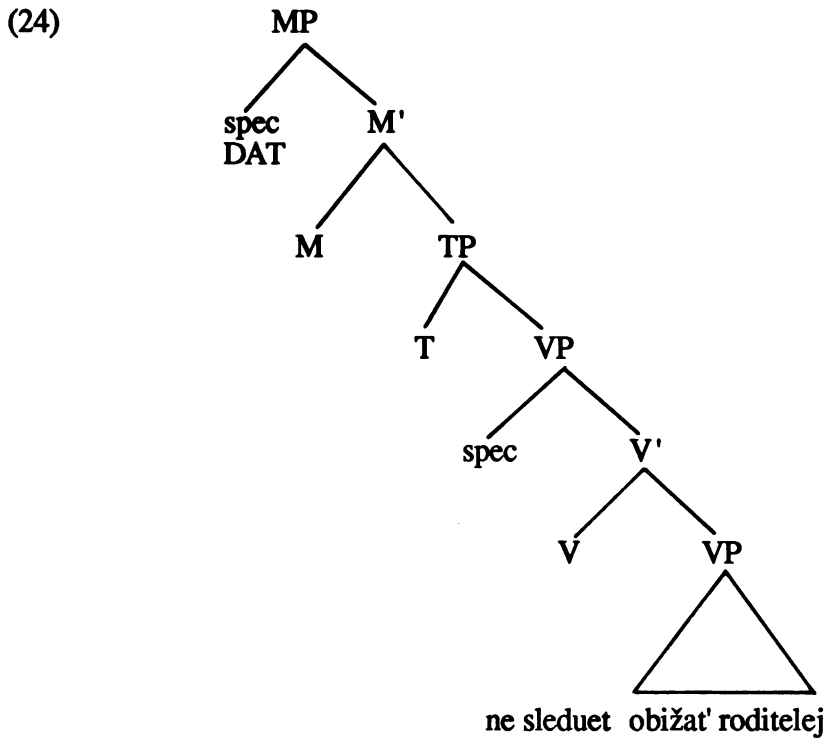 (24) MP
spec M'
DAT
M TP
T VP
spec V'
V VP
ne sleduet obižat' roditelej